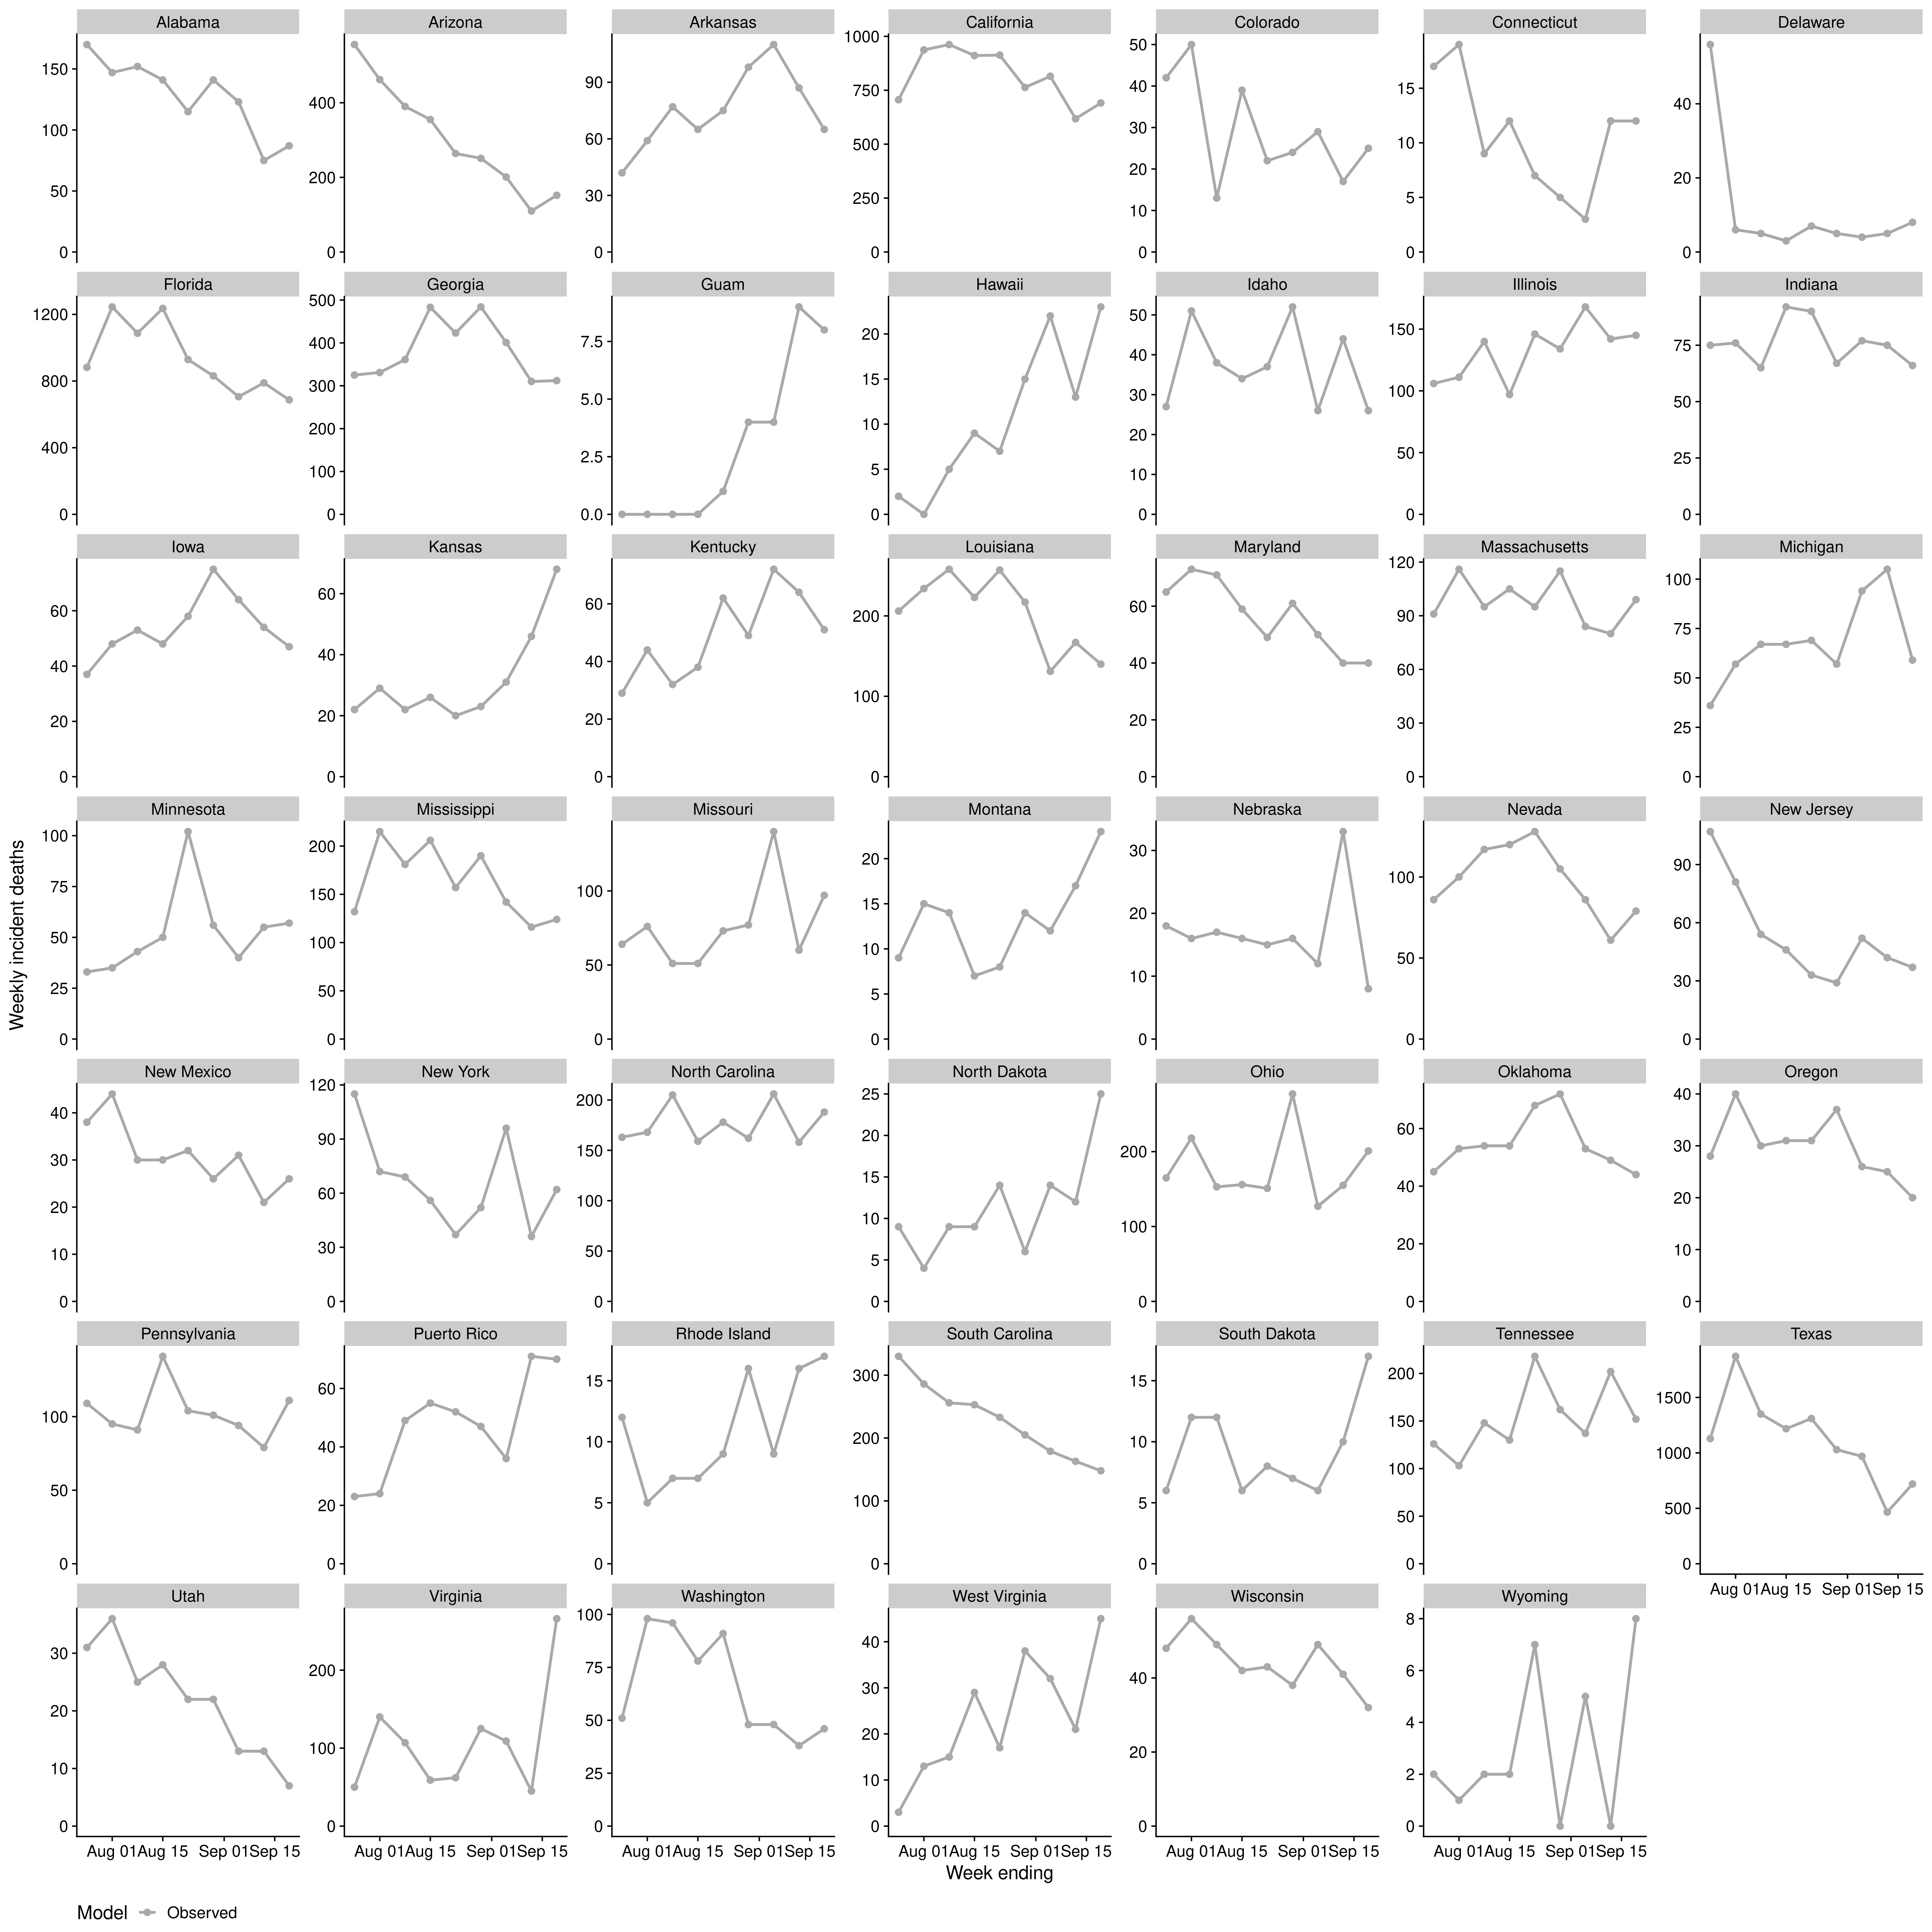 Alabama Arizona Arkansas California Colorado Connecticut Delaware
150 100 50 0
400 200 0
90 60 30 0
1000 750 500 250 0
50 40 30 20 10 0
15 10 5 0
40 20 0
Florida Georgia Guam Hawaii Idaho Illinois Indiana
1200 800 400 0
500 400 300 200 100 0
7.5 5.0 2.5 0.0
20 15 10 5 0
50 40 30 20 10 0
150 100 50 0
75 50 25 0
Iowa Kansas Kentucky Louisiana Maryland Massachusetts Michigan
60 40 20 0
60 40 20 0
60 40 20 0
200 100 0
60 40 20 0
120 90 60 30 0
100 75 50 25 0
Weekly incident deaths
Minnesota Mississippi Missouri Montana Nebraska Nevada New Jersey
100 75 50 25 0
200 150 100 50 0
100 50 0
20 15 10 5 0
30 20 10 0
100 50 0
90 60 30 0
New Mexico New York North Carolina North Dakota Ohio Oklahoma Oregon
40 30 20 10 0
120 90 60 30 0
200 150 100 50 0
25 20 15 10 5 0
200 100 0
60 40 20 0
40 30 20 10 0
Pennsylvania Puerto Rico Rhode Island South Carolina South Dakota Tennessee Texas
100 50 0
60 40 20 0
15 10 5 0
300 200 100 0
15 10 5 0
200 150 100 50 0
1500 1000 500 0
Aug 01 Aug 15 Sep 01 Sep 15
Utah Virginia Washington West Virginia Wisconsin Wyoming
30 20 10 0
200 100 0
100 75 50 25 0
40 30 20 10 0
40 20 0
8 6 4 2 0
Aug 01 Aug 15 Sep 01 Sep 15 Aug 01 Aug 15 Sep 01 Sep 15 Aug 01 Aug 15 Sep 01 Sep 15 Aug 01 Aug 15 Sep 01 Sep 15 Aug 01 Aug 15 Sep 01 Sep 15 Aug 01 Aug 15 Sep 01 Sep 15
Week ending
Model Observed